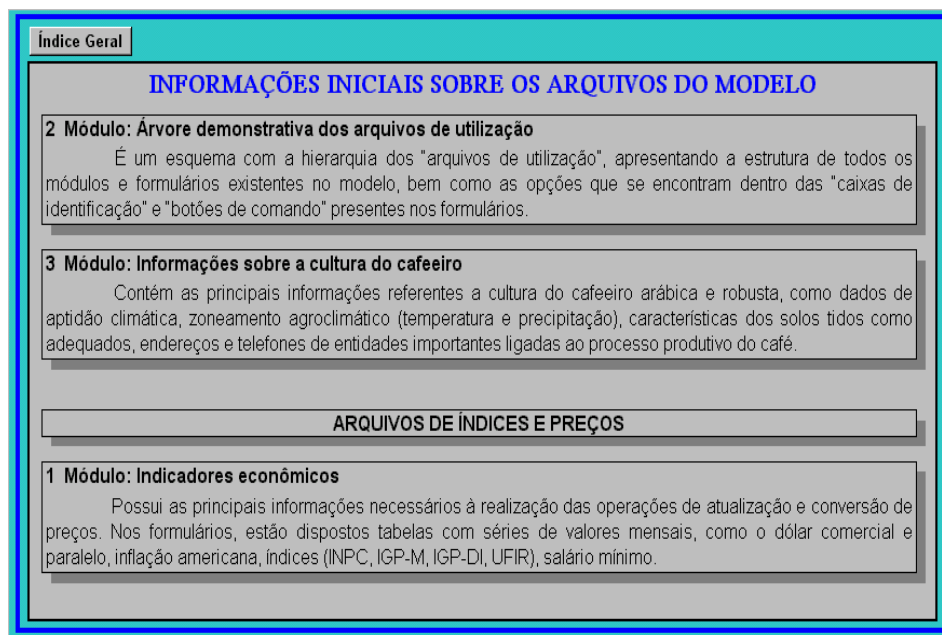 Índice Geral
INFORMAÇÕES INICIAIS SOBRE OS ARQUIVOS DO MODELO
2 Módulo: Árvore demonstrativa dos arquivos de utilização
É um esquema com a hierarquia dos "arquivos de utilização", apresentando a estrutura de todos os
módulos e formulários existentes no modelo, bem como as opções que se encontram dentro das "caixas de
identificação" e "botões de comando" presentes nos formulários.
3 Módulo: Informações sobre a cultura do cafeeiro
Contém as principais informações referentes a cultura do cafeeiro arábica e robusta, como dados de
aptidão climática, zoneamento agroclimático (temperatura e precipitação), características dos solos tidos como
adequados, endereços e telefones de entidades importantes ligadas ao processo produtivo do café.
ARQUIVOS DE ÍNDICES E PREÇOS
1 Módulo: Indicadores econômicos
Possui as principais informações necessários à realização das operações de atualização e conversão de
preços. Nos formulários, estão dispostos tabelas com séries de valores mensais, como o dólar comercial e
paralelo, inflação americana, índices (INPC, IGP-M, IGP-DI, UFIR), salário mínimo.